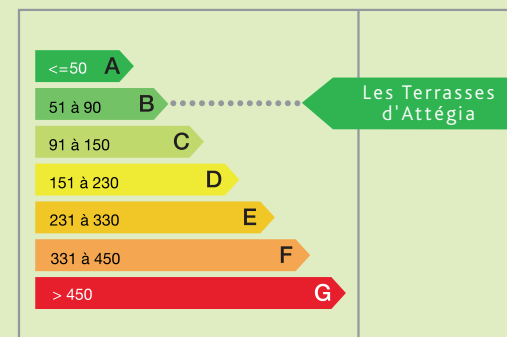 <=50 A
51 à 90 B
Les Terrasses
d'Attégia
91 à 150 C
151 à 230 D
231 à 330 E
331 à 450 F
> 450 G